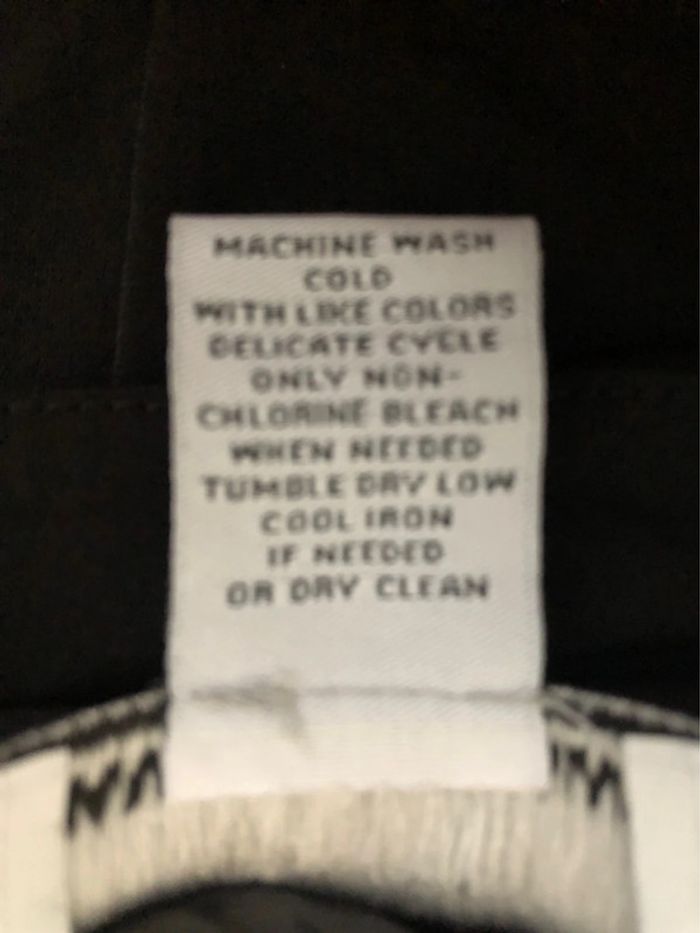 MACHINE WASH
COLD
WITH LIKE COLORS
DELICATE CYCLE
ONLY NON-
CHLORINE BLEACH
WHEN NEEDED
TUMBLE DRY LOW
COOL IRON
IF NEEDED
OR DRY CLEAN